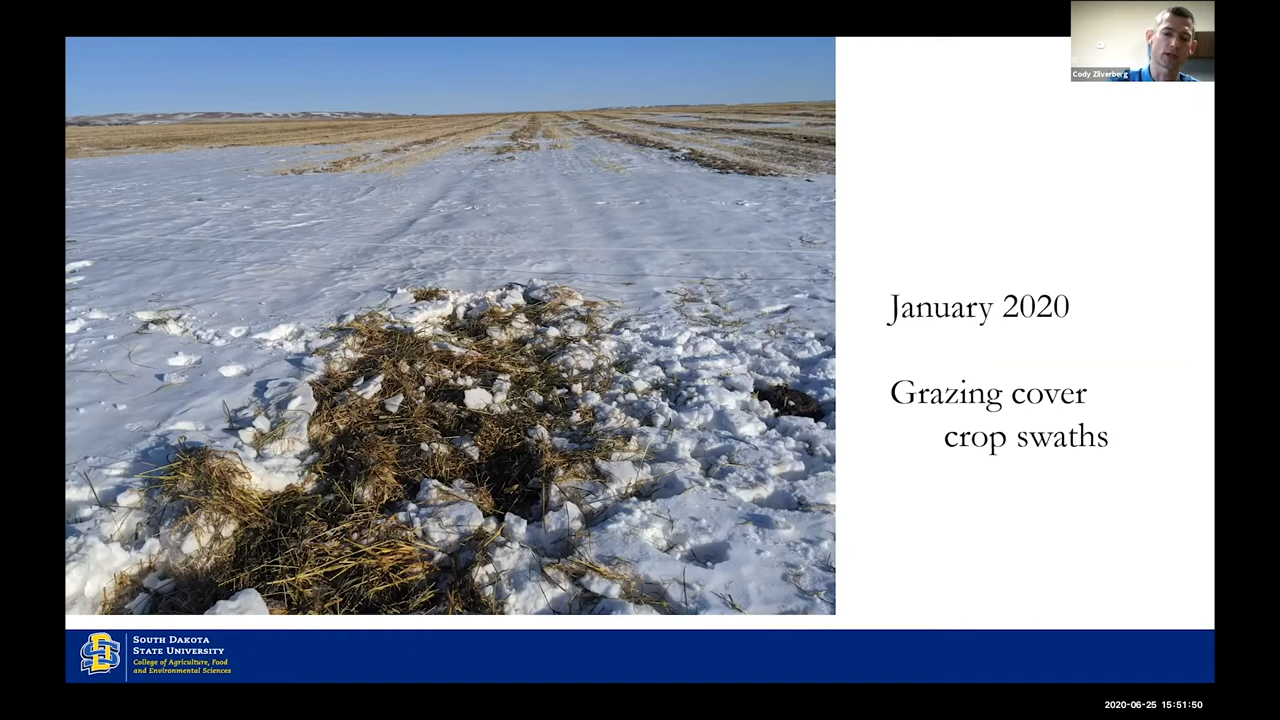 Cody Zilverberg
January 2020
Grazing cover
crop swaths
SOUTH DAKOTA
STATE UNIVERSITY
College of Agriculture, Food
and Environmental Sciences
2020-06-25 15:51:50